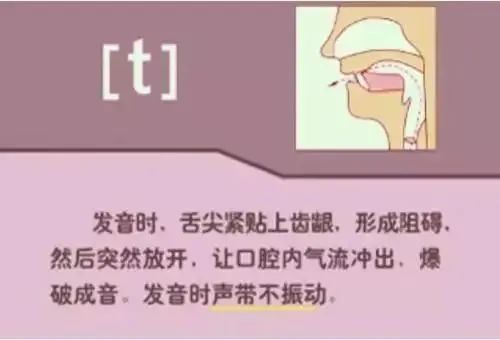 [t]
发音时，舌尖紧贴上齿龈，形成阻碍，
然后突然放开，让口腔内气流冲出，爆
破成音。发音时声带不振动。